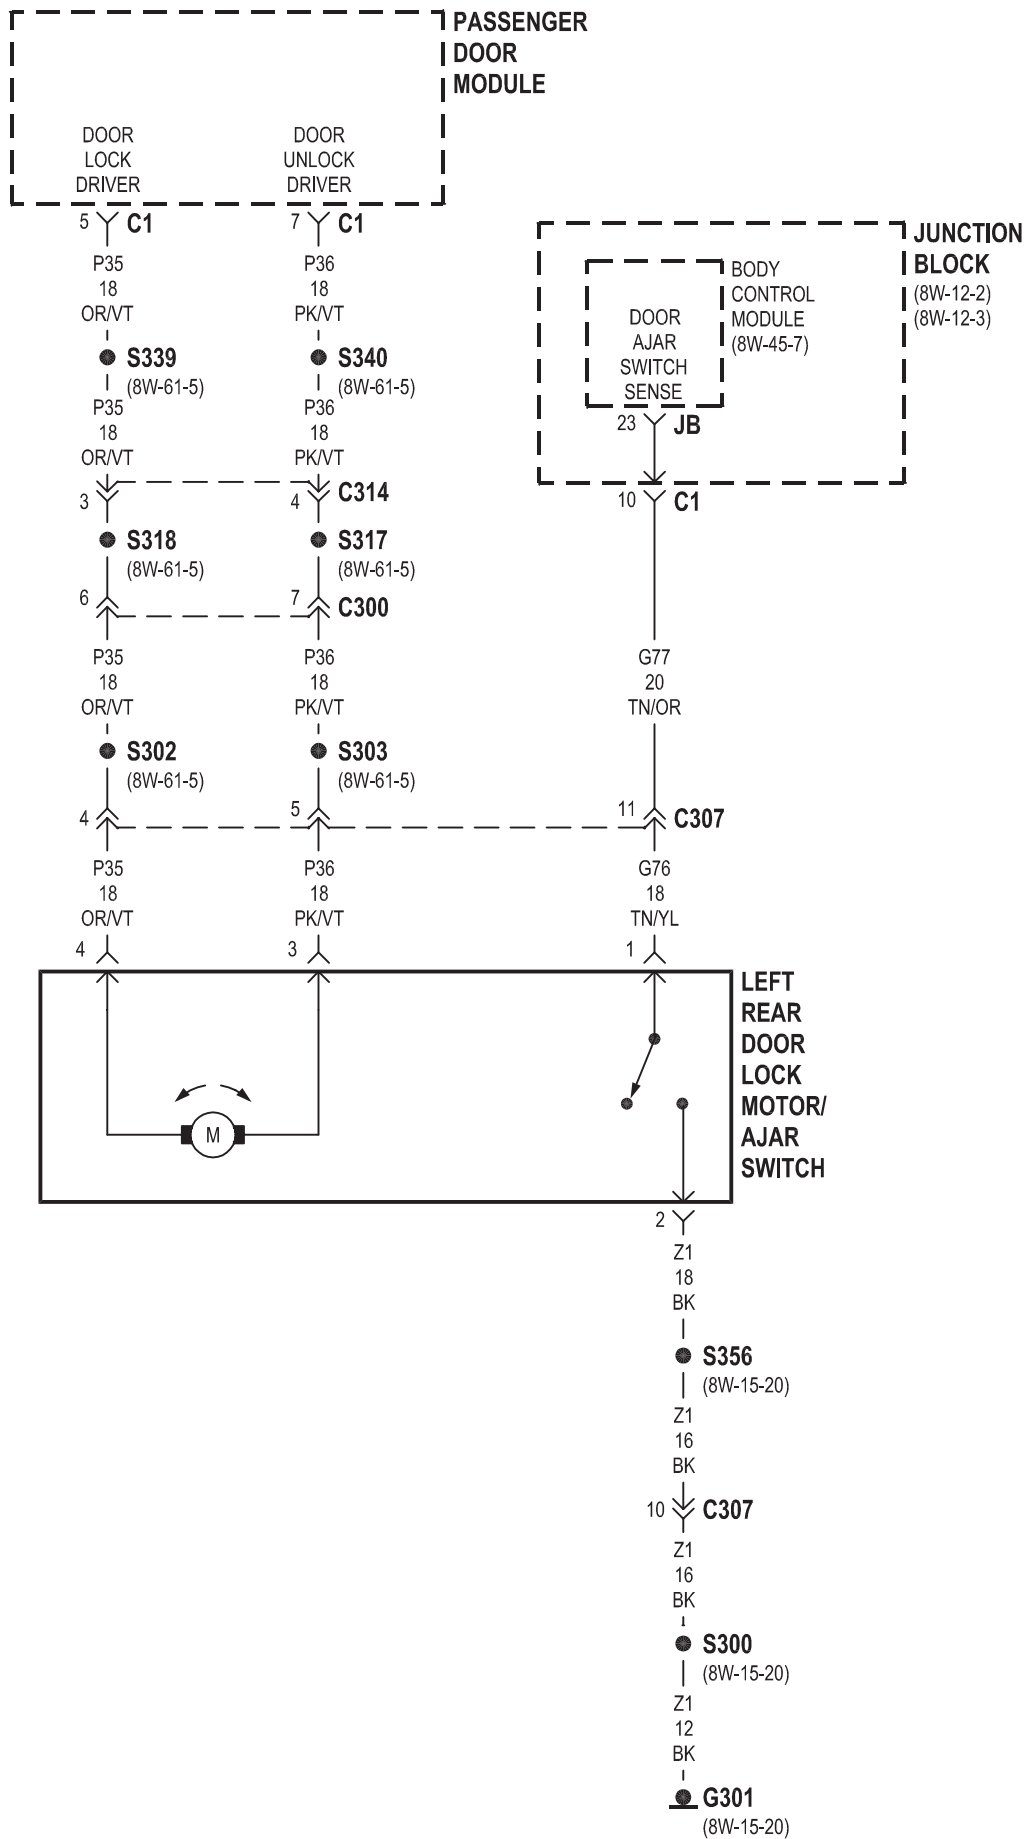 PASSENGER
DOOR
MODULE
DOOR
LOCK
DRIVER
DOOR
UNLOCK
DRIVER
5 C1
7 C1
P35
18
OR/VT
P36
18
PK/VT
S339
(8W-61-5)
S340
(8W-61-5)
P35
18
OR/VT
P36
18
PK/VT
3
4 C314
S318
(8W-61-5)
S317
(8W-61-5)
6
7 C300
P35
18
OR/VT
P36
18
PK/VT
S302
(8W-61-5)
S303
(8W-61-5)
4
5
P35
18
OR/VT
P36
18
PK/VT
4
3
JUNCTION
BLOCK
(8W-12-2)
(8W-12-3)
BODY
CONTROL
MODULE
(8W-45-7)
DOOR
AJAR
SWITCH
SENSE
23 JB
10 C1
G77
20
TN/OR
11 C307
G76
18
TN/YL
1
LEFT
REAR
DOOR
LOCK
MOTOR/
AJAR
SWITCH
M
2
Z1
18
BK
S356
(8W-15-20)
Z1
16
BK
10 C307
Z1
16
BK
S300
(8W-15-20)
Z1
12
BK
G301
(8W-15-20)